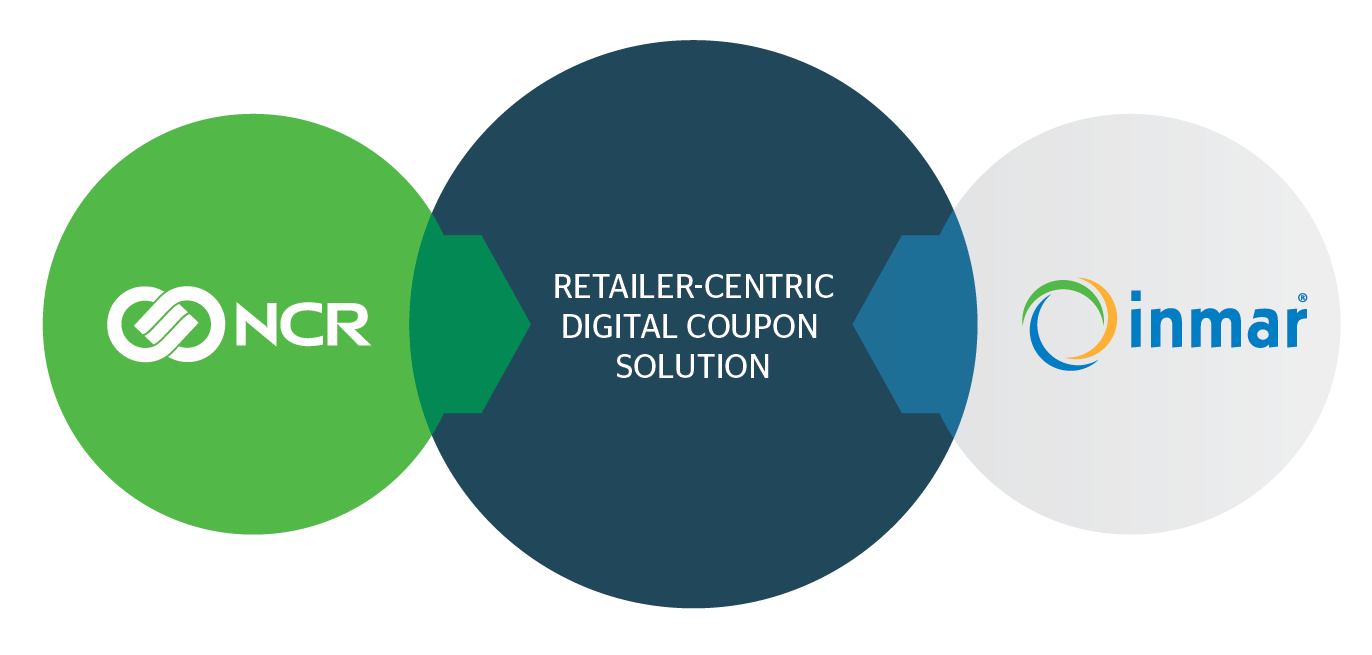 NCR
RETAILER-CENTRIC
DIGITAL COUPON
SOLUTION
inmar®